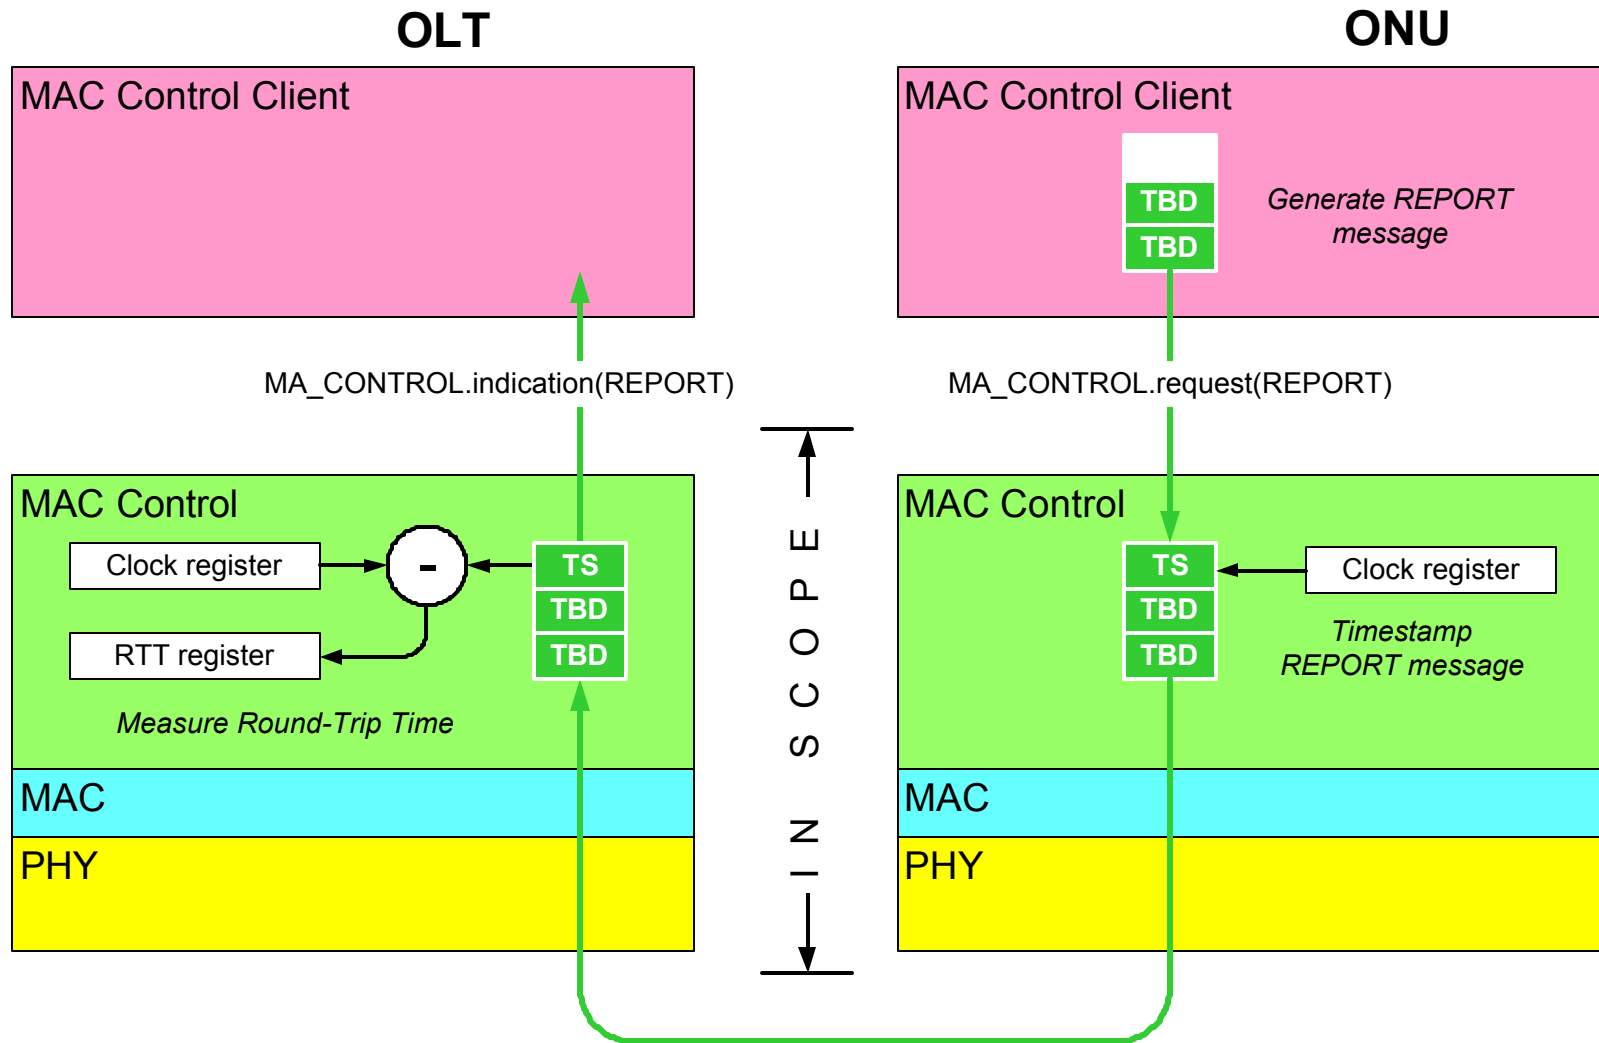 OLT
MAC Control Client
MA_CONTROL.indication(REPORT)
MAC Control
Clock register
-
TS
TBD
TBD
RTT register
Measure Round-Trip Time
MAC
PHY
IN SCOPE
ONU
MAC Control Client
TBD
TBD
Generate REPORT
message
MA_CONTROL.request(REPORT)
MAC Control
TS
TBD
TBD
Clock register
Timestamp
REPORT message
MAC
PHY